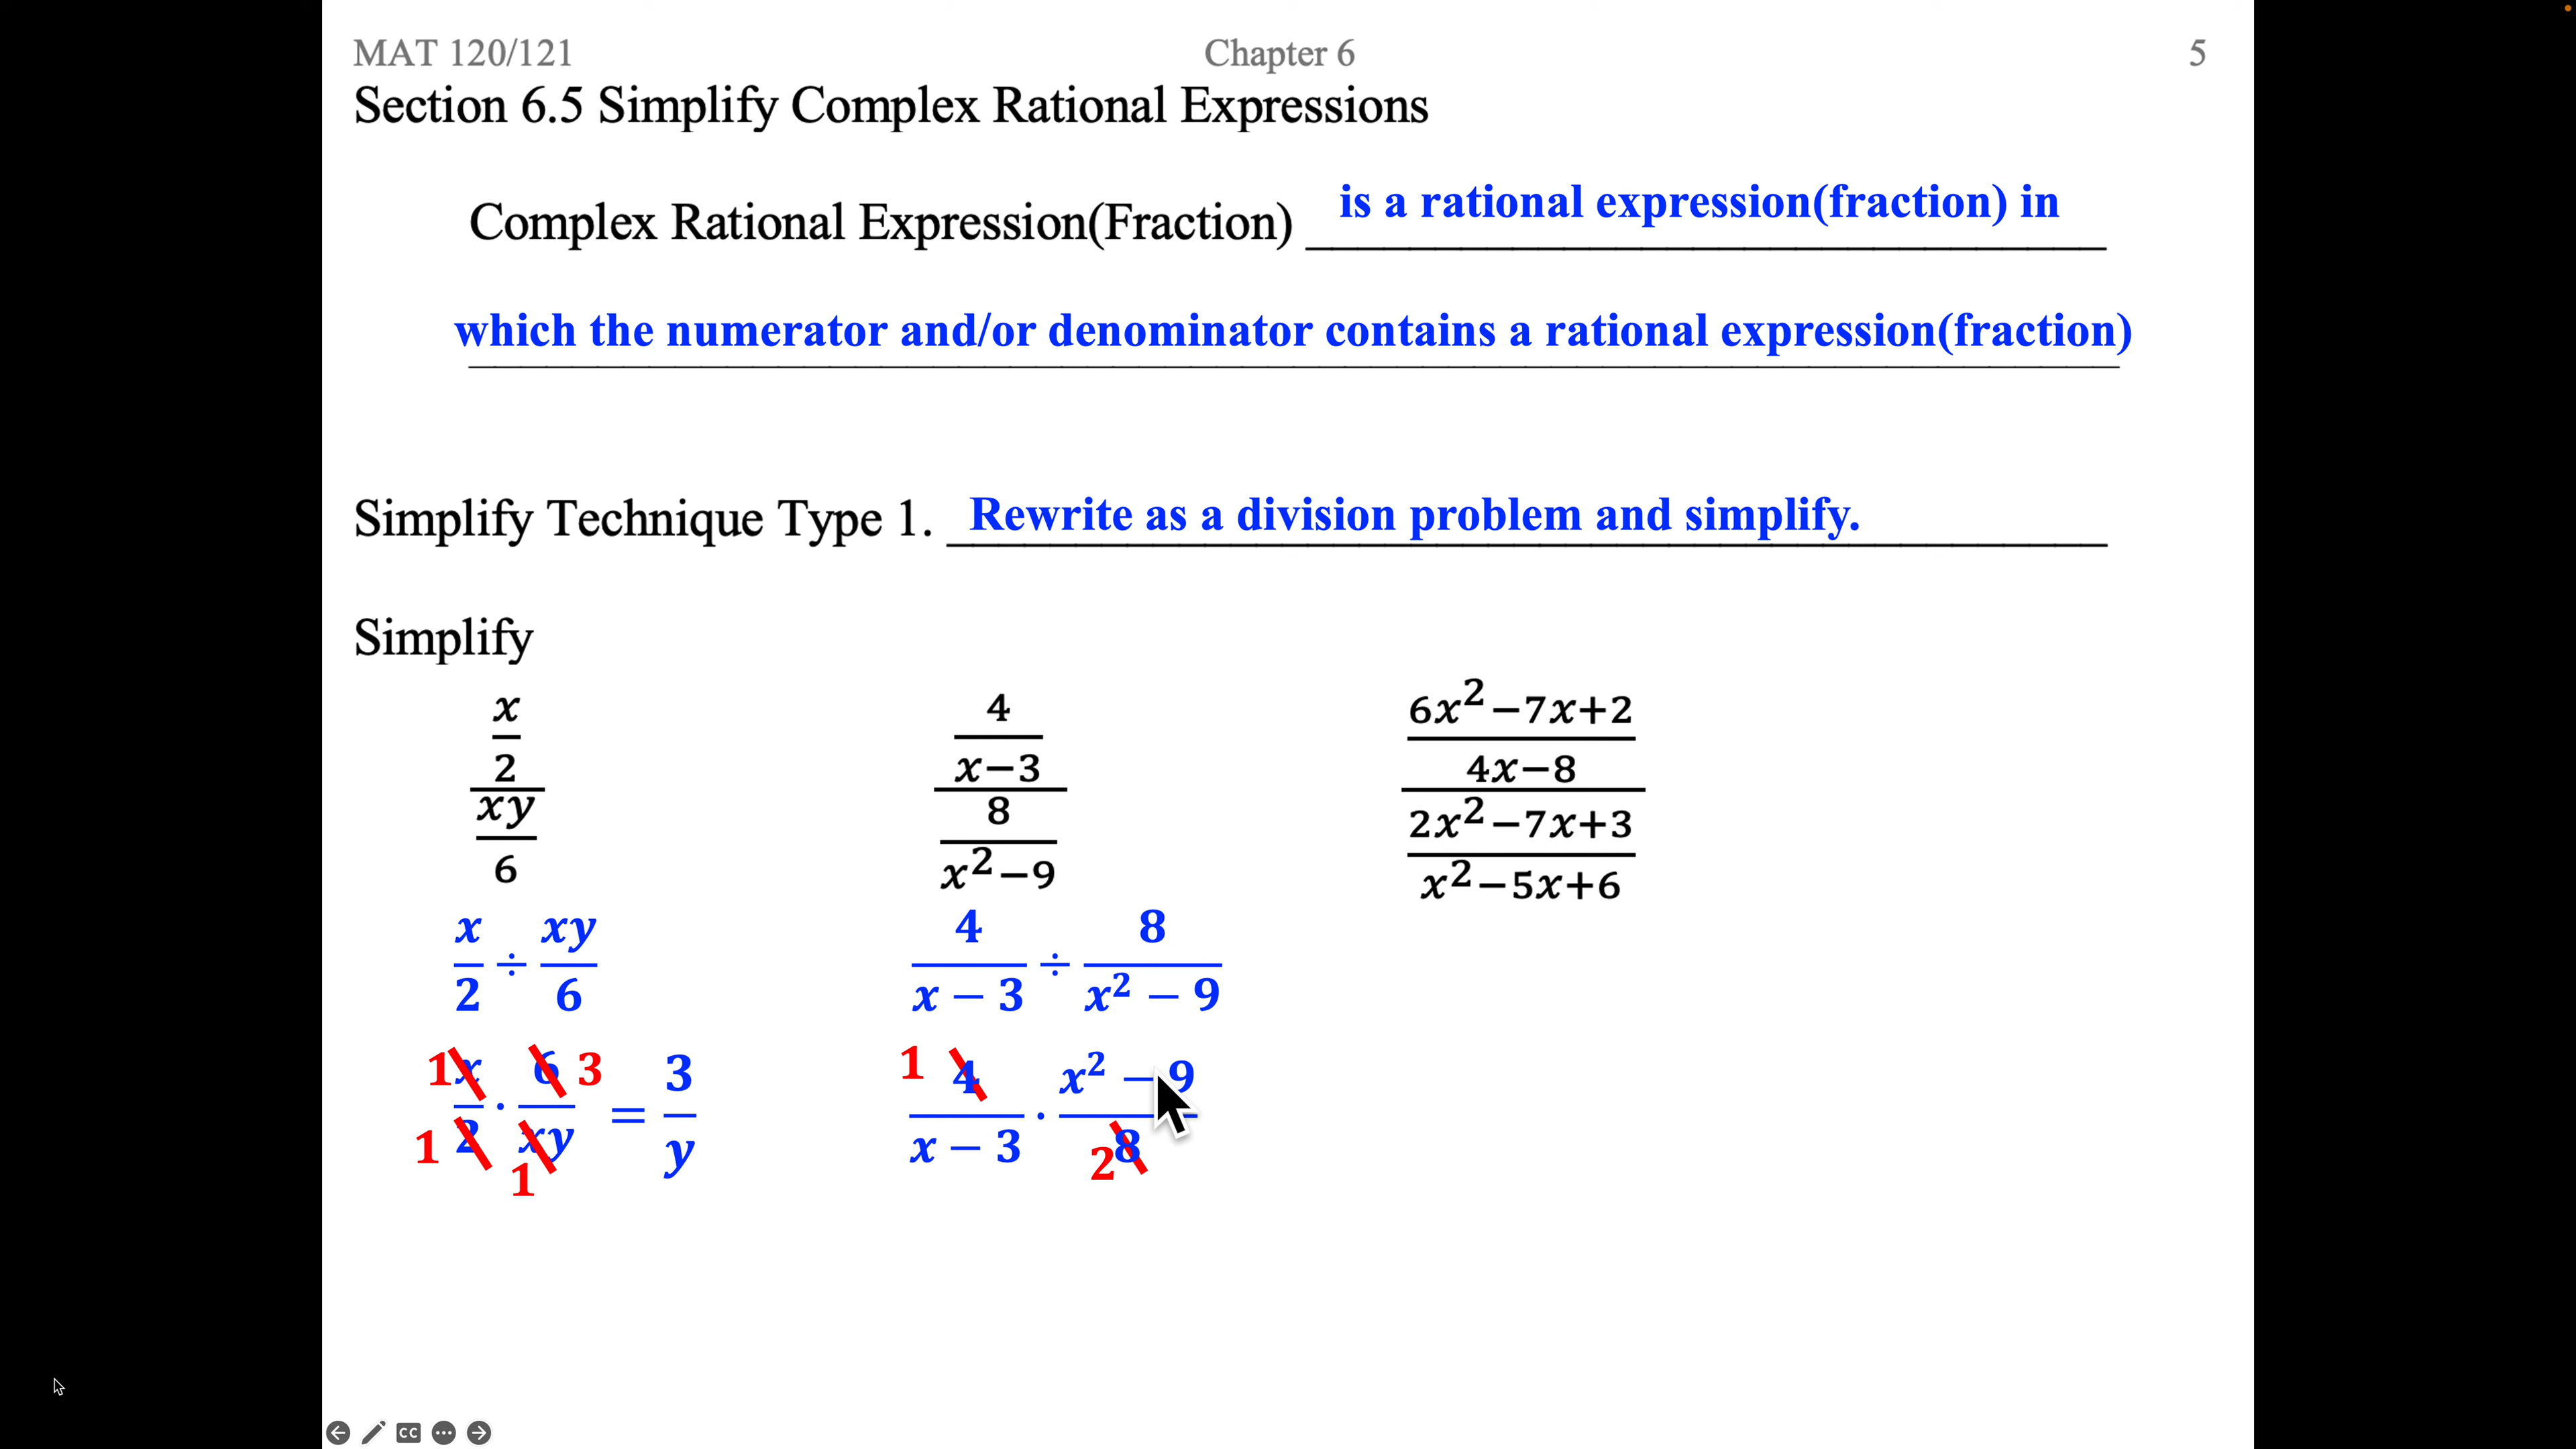 MAT 120/121 Chapter 6 5
Section 6.5 Simplify Complex Rational Expressions
Complex Rational Expression(Fraction) is a rational expression(fraction) in
which the numerator and/or denominator contains a rational expression(fraction)
Simplify Technique Type 1. Rewrite as a division problem and simplify.
Simplify
x
2
xy
6
4
x−3
8
x²−9
6x²−7x+2
4x−8
2x²−7x+3
x²−5x+6
x/2 ÷ xy/6
4/(x − 3) ÷ 8/(x² − 9)
1 x 6 3
1 2 · xy 1 = 3/y
1 4 x² − 9
x − 3 · 2 8
CC